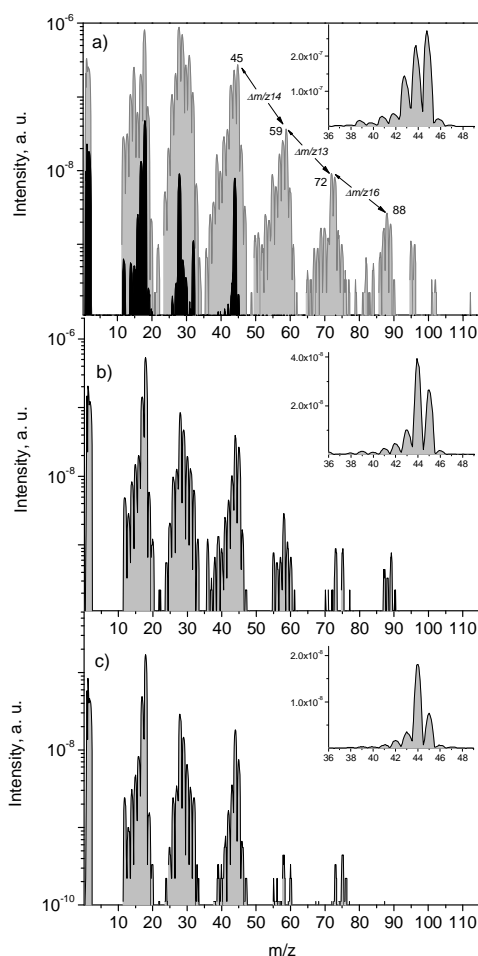 10⁻⁶
a)
45
Δm/z14
59
Δm/z13
72
Δm/z16
88
2.0x10⁻⁷
1.0x10⁻⁷
36 38 40 42 44 46 48
10⁻⁸
Intensity, a. u.
10 20 30 40 50 60 70 80 90 100 110
10⁻⁶
b)
4.0x10⁻⁸
2.0x10⁻⁸
36 38 40 42 44 46 48
10⁻⁸
Intensity, a. u.
10 20 30 40 50 60 70 80 90 100 110
c)
2.0x10⁻⁸
1.0x10⁻⁸
36 38 40 42 44 46 48
10⁻⁸
Intensity, a. u.
10⁻¹⁰
10 20 30 40 50 60 70 80 90 100 110
m/z